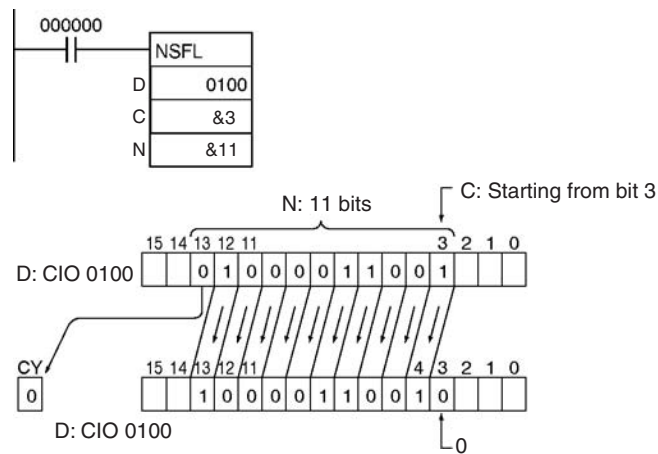 000000
NSFL
D 0100
C &3
N &11
C: Starting from bit 3
N: 11 bits
15 14 13 12 11 3 2 1 0
D: CIO 0100 0 1 0 0 0 0 1 1 0 0 1
CY 15 14 13 12 11 4 3 2 1 0
0 1 0 0 0 0 1 1 0 0 1 0
D: CIO 0100
0